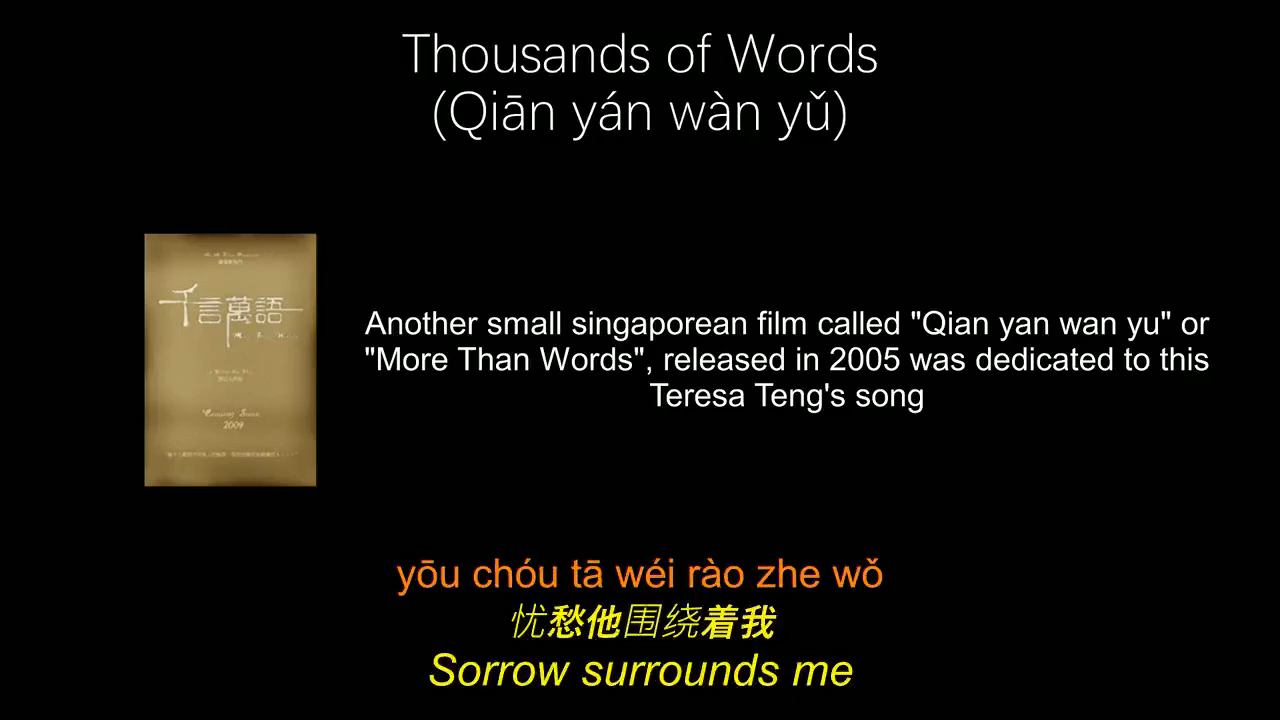 Thousands of Words
(Qiān yán wàn yǔ)
千言萬語
Coming Soon
2009
Another small singaporean film called "Qian yan wan yu" or
"More Than Words", released in 2005 was dedicated to this
Teresa Teng's song
yōu chóu tā wéi rào zhe wǒ
忧愁他围绕着我
Sorrow surrounds me